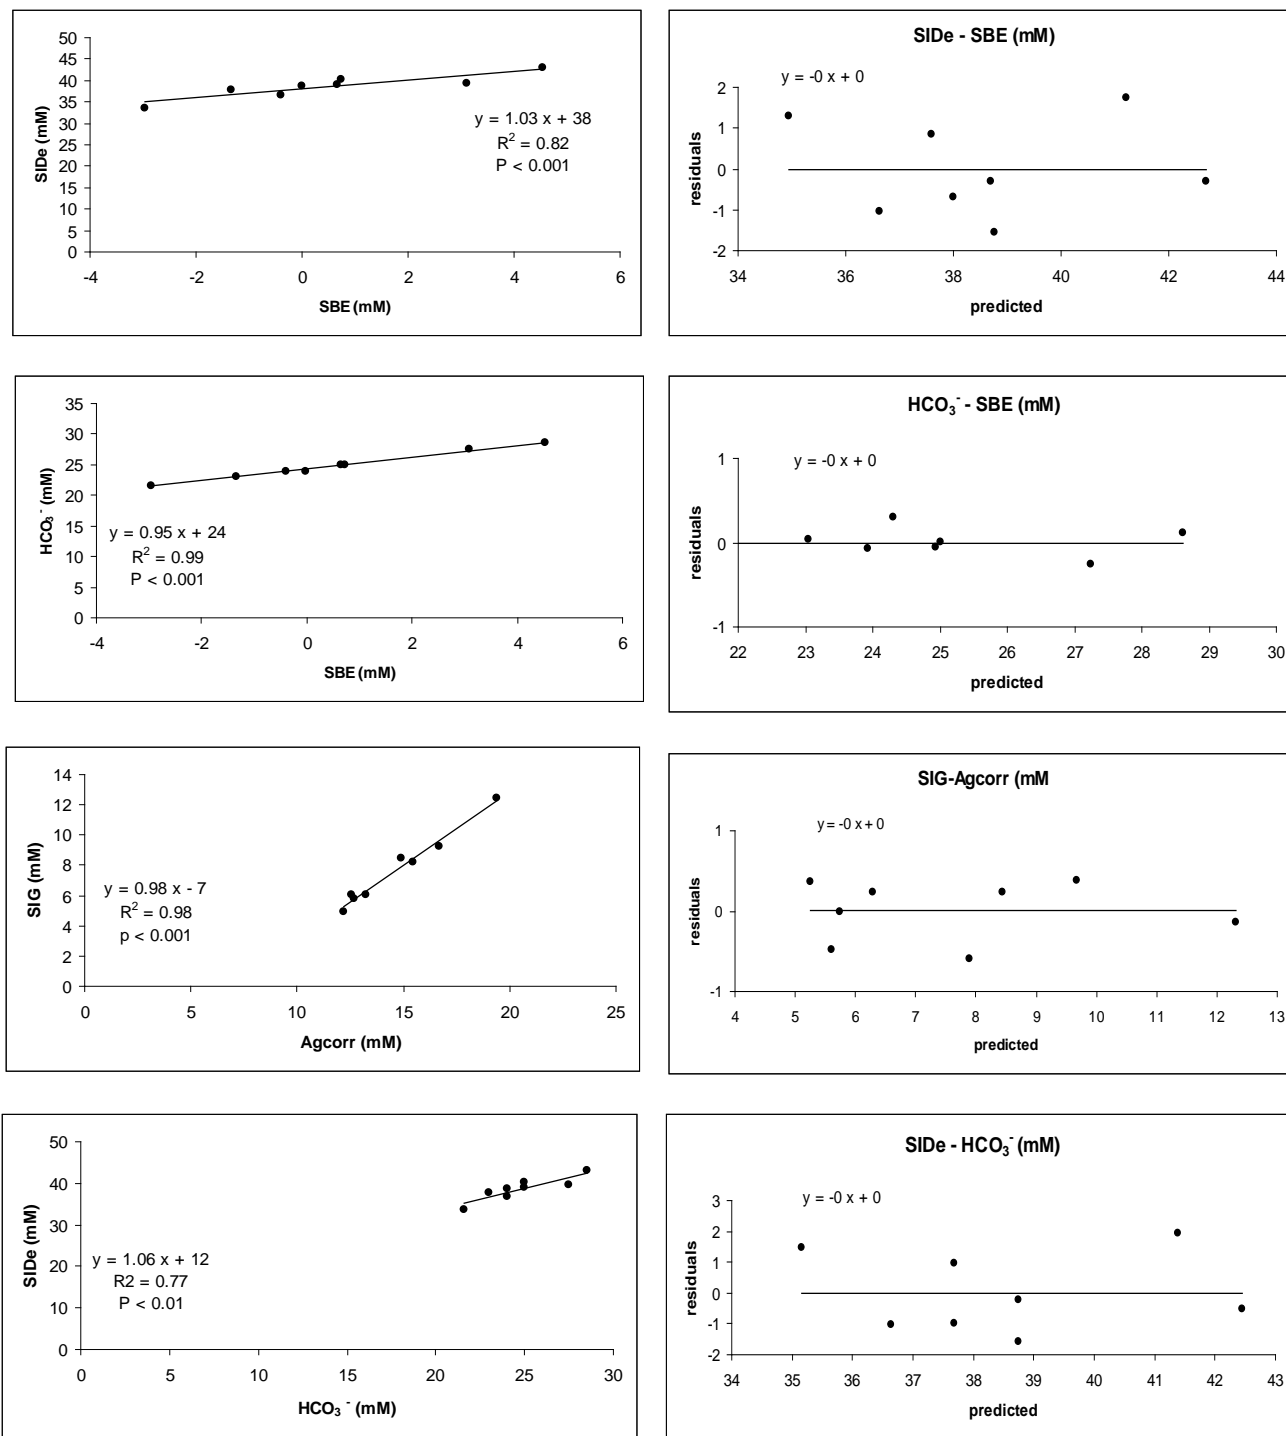 50
45
40
35
30
25
20
15
10
5
0
SIDe (mM)
y = 1.03 x + 38
R² = 0.82
P < 0.001
-4 -2 0 2 4 6
SBE (mM)
SIDe - SBE (mM)
y = -0 x + 0
2
1
0
-1
-2
residuals
34 36 38 40 42 44
predicted
35
30
25
20
15
10
5
0
HCO₃⁻ (mM)
y = 0.95 x + 24
R² = 0.99
P < 0.001
-4 -2 0 2 4 6
SBE (mM)
HCO₃⁻ - SBE (mM)
y = -0 x + 0
1
0
-1
residuals
22 23 24 25 26 27 28 29 30
predicted
14
12
10
8
6
4
2
0
SIG (mM)
y = 0.98 x - 7
R² = 0.98
p < 0.001
0 5 10 15 20 25
Agcorr (mM)
SIG-Agcorr (mM
y = -0 x + 0
1
0
-1
residuals
4 5 6 7 8 9 10 11 12 13
predicted
50
40
30
20
10
0
SIDe (mM)
y = 1.06 x + 12
R2 = 0.77
P < 0.01
0 5 10 15 20 25 30
HCO₃⁻ (mM)
SIDe - HCO₃⁻ (mM)
y = -0 x + 0
3
2
1
0
-1
-2
residuals
34 35 36 37 38 39 40 41 42 43
predicted